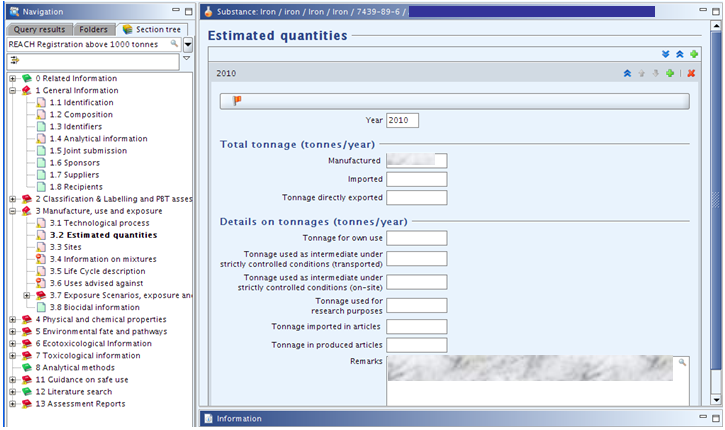 Navigation
Query results
Folders
Section tree
REACH Registration above 1000 tonnes
0 Related Information
1 General Information
1.1 Identification
1.2 Composition
1.3 Identifiers
1.4 Analytical information
1.5 Joint submission
1.6 Sponsors
1.7 Suppliers
1.8 Recipients
2 Classification & Labelling and PBT asses
3 Manufacture, use and exposure
3.1 Technological process
3.2 Estimated quantities
3.3 Sites
3.4 Information on mixtures
3.5 Life Cycle description
3.6 Uses advised against
3.7 Exposure Scenarios, exposure an
3.8 Biocidal information
4 Physical and chemical properties
5 Environmental fate and pathways
6 Ecotoxicological Information
7 Toxicological information
8 Analytical methods
11 Guidance on safe use
12 Literature search
13 Assessment Reports
Substance: Iron / iron / Iron / Iron / 7439-89-6 /
Estimated quantities
2010
Year 2010
Total tonnage (tonnes/year)
Manufactured
Imported
Tonnage directly exported
Details on tonnages (tonnes/year)
Tonnage for own use
Tonnage used as intermediate under
strictly controlled conditions (transported)
Tonnage used as intermediate under
strictly controlled conditions (on-site)
Tonnage used for
research purposes
Tonnage imported in articles
Tonnage in produced articles
Remarks
Information